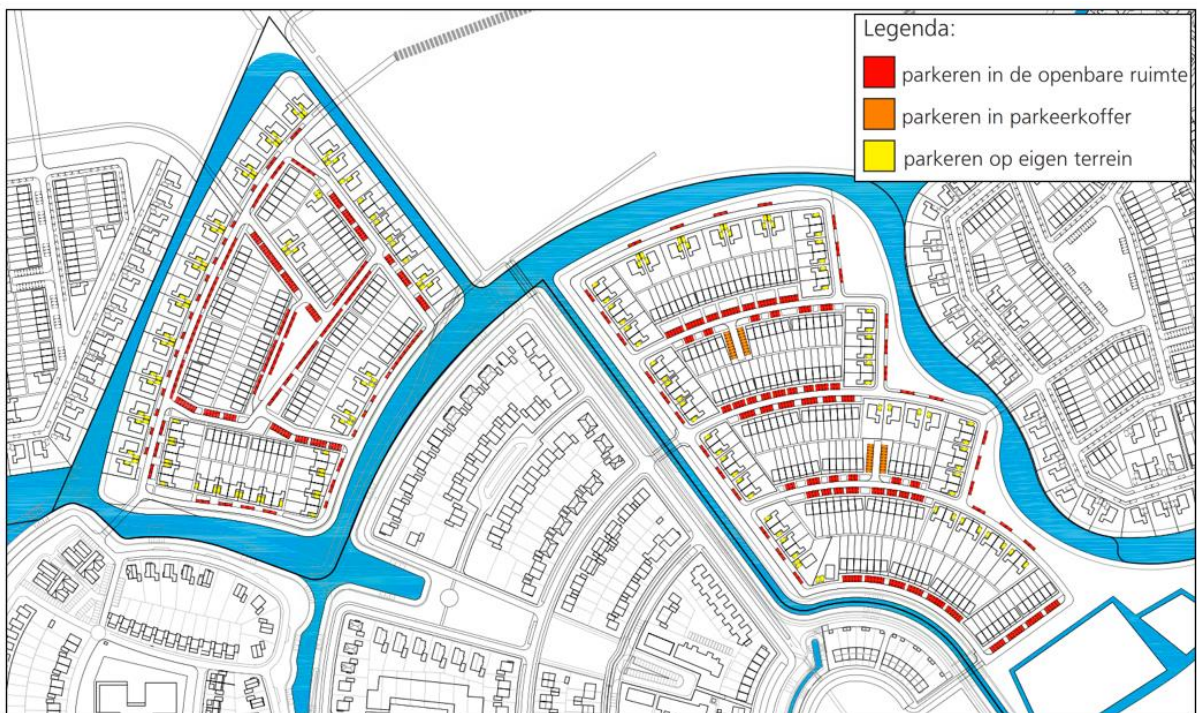 Legenda:
parkeren in de openbare ruimte
parkeren in parkeerkoffer
parkeren op eigen terrein